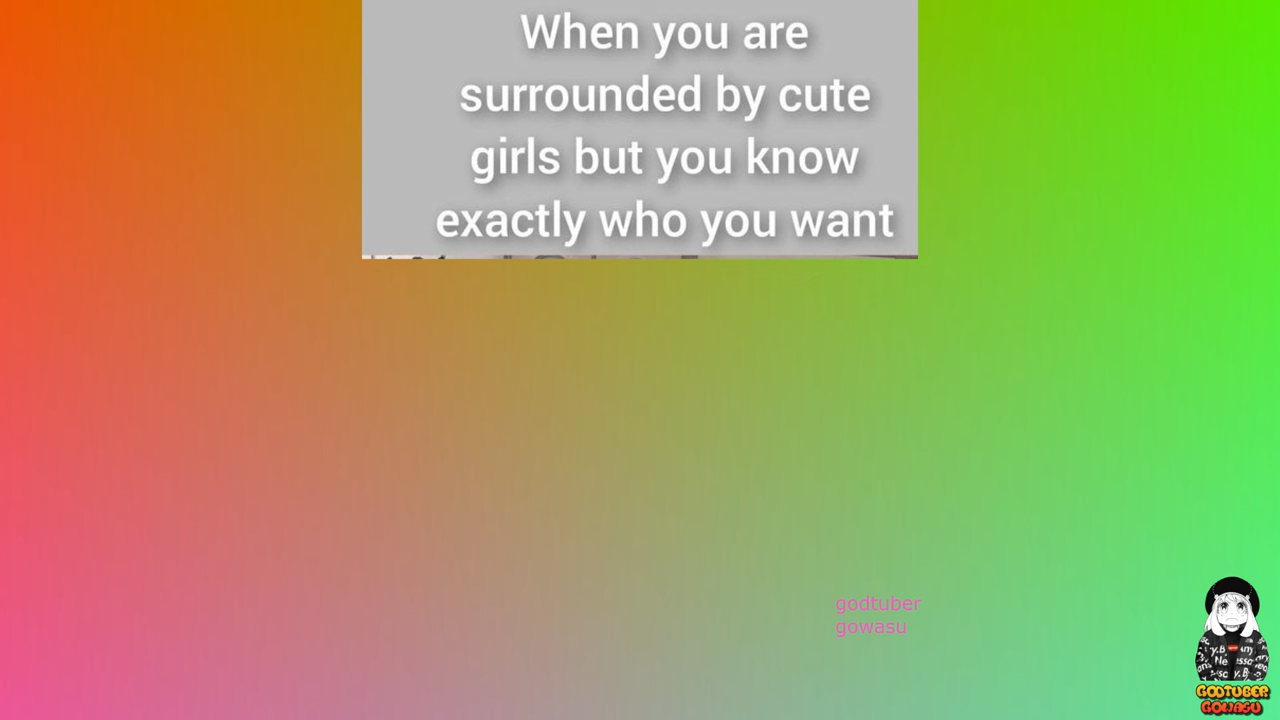 When you are
surrounded by cute
girls but you know
exactly who you want
godtuber
gowasu
GODTUBER
GOWASU